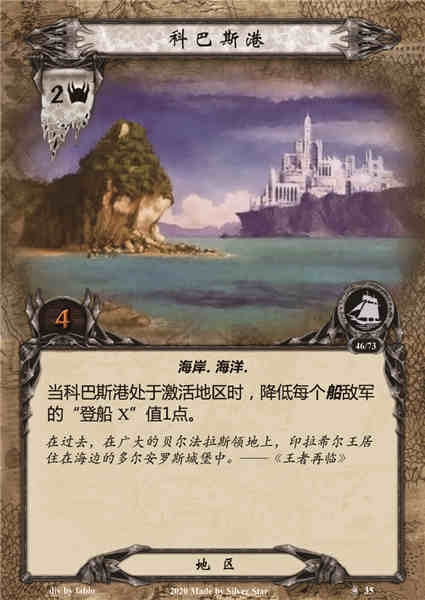 科巴斯港
2
4
46/73
海岸.海洋.
当科巴斯港处于激活地区时，降低每个船敌军
的“登船 X”值1点。
在过去，在广大的贝尔法拉斯领地上，印拉希尔王居
住在海边的多尔安罗斯城堡中。——《王者再临》
地区
diy by fablo
2020 Made by Silver Star
35